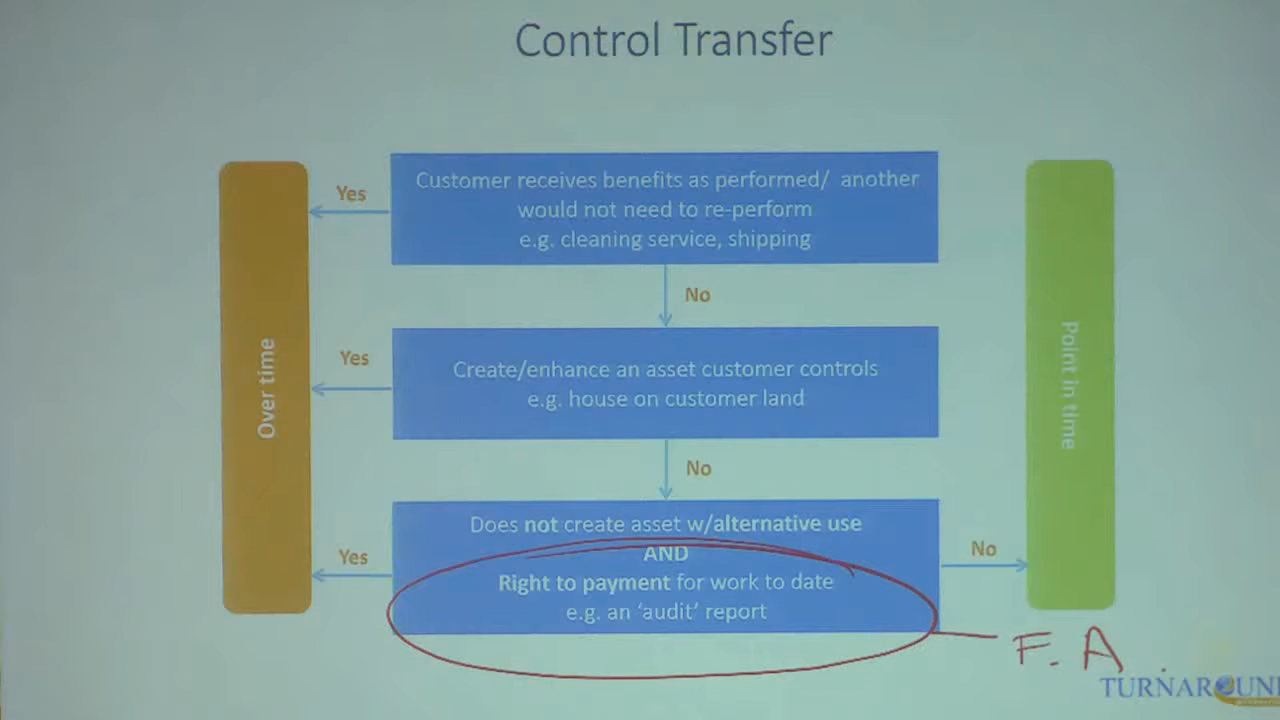 Control Transfer
Customer receives benefits as performed/ another
would not need to re-perform
e.g. cleaning service, shipping
Yes
No
Create/enhance an asset customer controls
e.g. house on customer land
Yes
No
Does not create asset w/alternative use
AND
Right to payment for work to date
e.g. an ‘audit’ report
Yes
No
Over time
Point in time
F. A
TURNAROUND